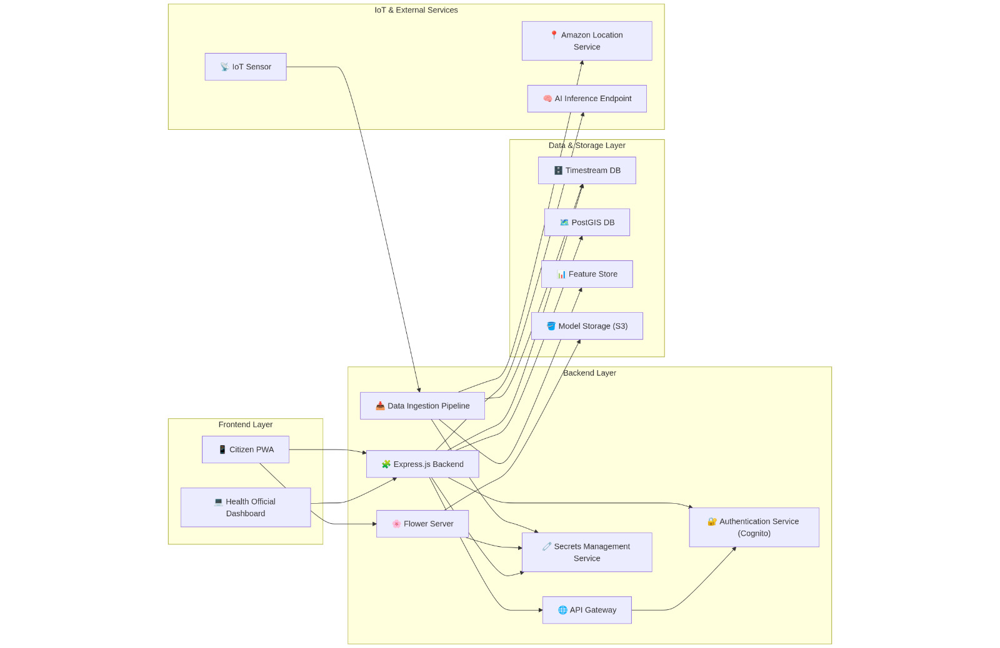 IoT & External Services
📍 Amazon Location
Service
📡 IoT Sensor
🧠 AI Inference Endpoint
Data & Storage Layer
🗄️ Timestream DB
🗺️ PostGIS DB
📊 Feature Store
🪣 Model Storage (S3)
Backend Layer
📥 Data Ingestion Pipeline
Frontend Layer
📱 Citizen PWA
🧩 Express.js Backend
💻 Health Official
Dashboard
🌸 Flower Server
🔐 Authentication Service
(Cognito)
🧷 Secrets Management
Service
🌐 API Gateway